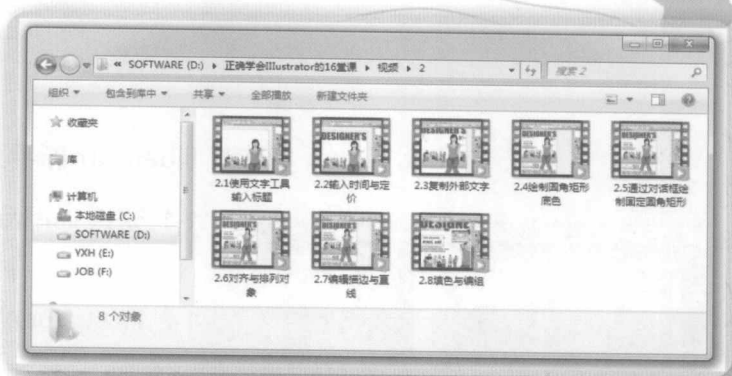 « SOFTWARE (D:) ▸ 正确学会Illustrator的16堂课 ▸ 视频 ▸ 2
搜索 2
组织 包含到库中 共享 全部播放 新建文件夹
收藏夹
库
计算机
本地磁盘 (C:)
SOFTWARE (D:)
YXH (E:)
JOB (F:)
2.1使用文字工具
输入标题
2.2输入时间与定
价
2.3复制外部文字
2.4绘制圆角矩形
底色
2.5通过对话框绘
制固定圆角矩形
2.6对齐与排列对
象
2.7编辑描边与直
线
2.8填色与编组
DESIGNER'S
DESIGNER'S
8 个对象